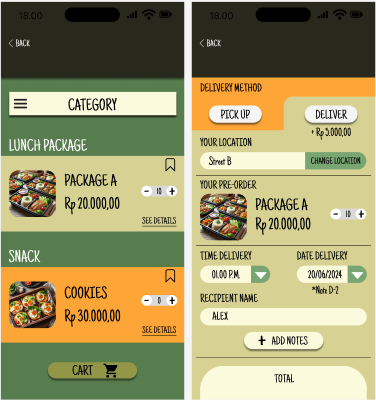 18.00
BACK
CATEGORY
LUNCH PACKAGE
PACKAGE A
Rp 20.000,00
- 10 +
SEE DETAILS
SNACK
COOKIES
Rp 30.000,00
- 0 +
SEE DETAILS
CART
18.00
BACK
DELIVERY METHOD
PICK UP
DELIVER
+ Rp 5.000,00
YOUR LOCATION
Street B
CHANGE LOCATION
YOUR PRE-ORDER
PACKAGE A
Rp 20.000,00
- 10 +
TIME DELIVERY
DATE DELIVERY
01.00 P.M.
20/06/2024
*Note D-2
RECIPIENT NAME
ALEX
+ ADD NOTES
TOTAL